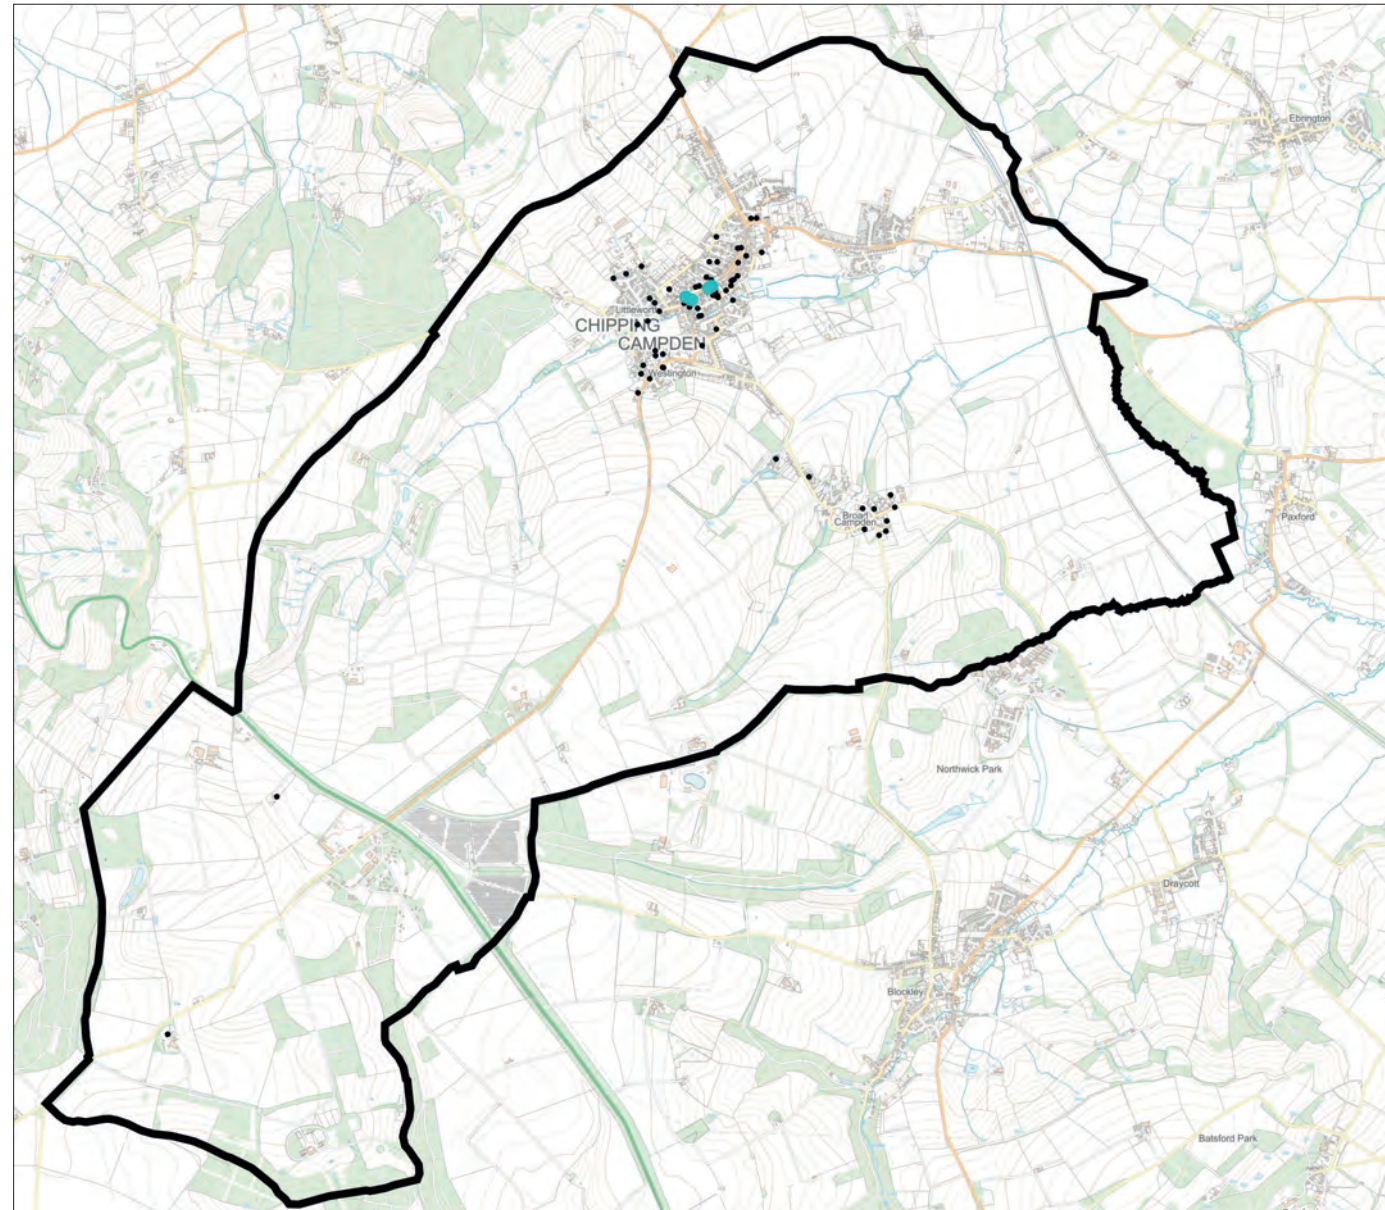 Ebrington
Littleworth
CHIPPING
CAMPDEN
Westington
Broad
Campden
Paxford
Northwick Park
Draycott
Blockley
Batsford Park